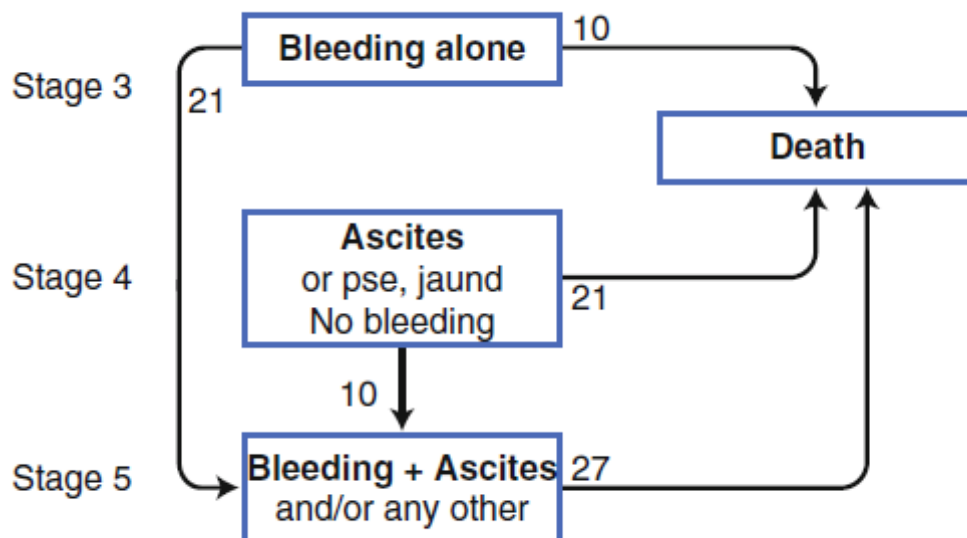 Bleeding alone
10
Stage 3
21
Death
Ascites
or pse, jaund
No bleeding
Stage 4
21
10
Bleeding + Ascites
and/or any other
27
Stage 5